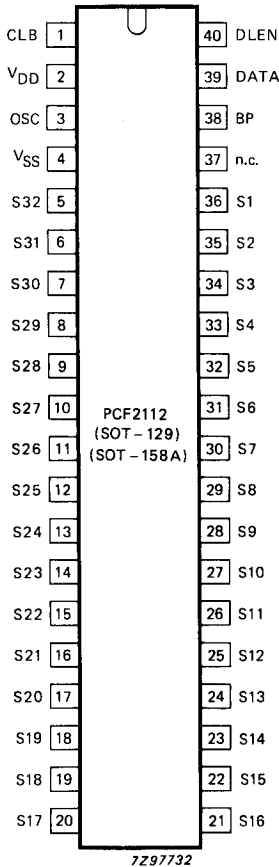 CLB 1 40 DLEN
VDD 2 39 DATA
OSC 3 38 BP
VSS 4 37 n.c.
S32 5 36 S1
S31 6 35 S2
S30 7 34 S3
S29 8 33 S4
S28 9 32 S5
S27 10 31 S6
PCF2112
(SOT-129)
(SOT-158A)
S26 11 30 S7
S25 12 29 S8
S24 13 28 S9
S23 14 27 S10
S22 15 26 S11
S21 16 25 S12
S20 17 24 S13
S19 18 23 S14
S18 19 22 S15
S17 20 21 S16
7Z97732